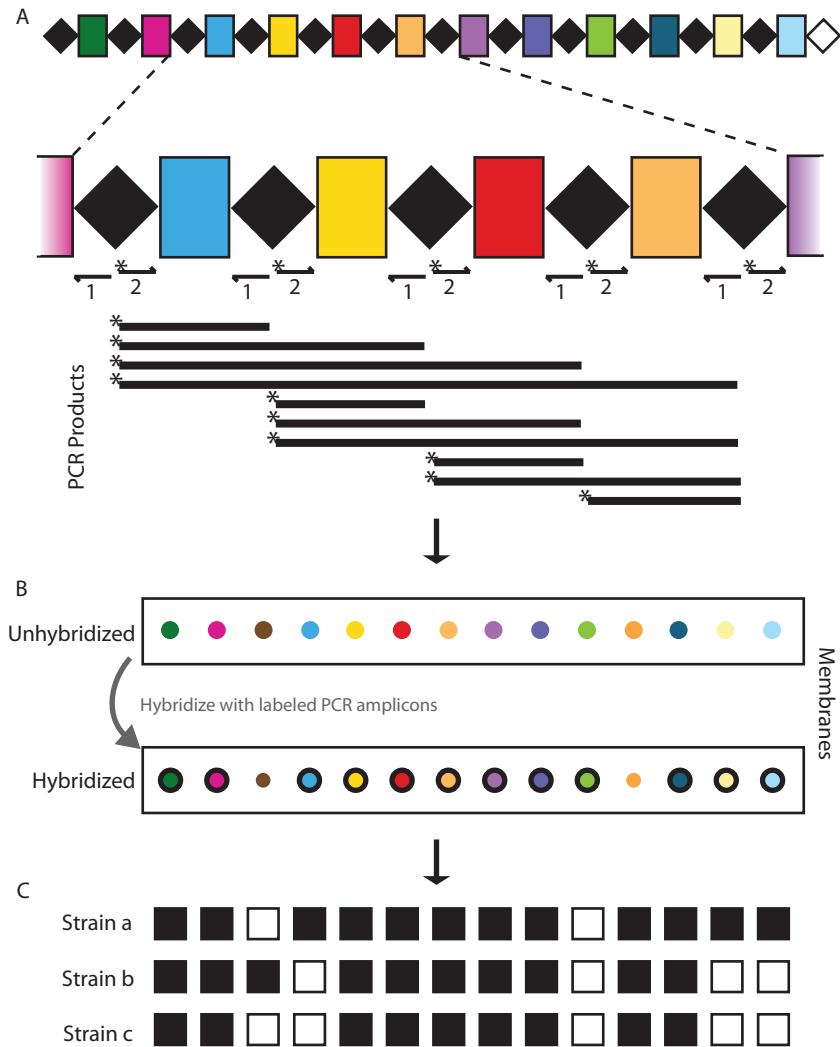 A
* * * * *
1 2 1 2 1 2 1 2 1 2
PCR Products
*
*
*
*
*
*
*
*
*
*
B
Unhybridized
Hybridize with labeled PCR amplicons
Hybridized
Membranes
C
Strain a
Strain b
Strain c